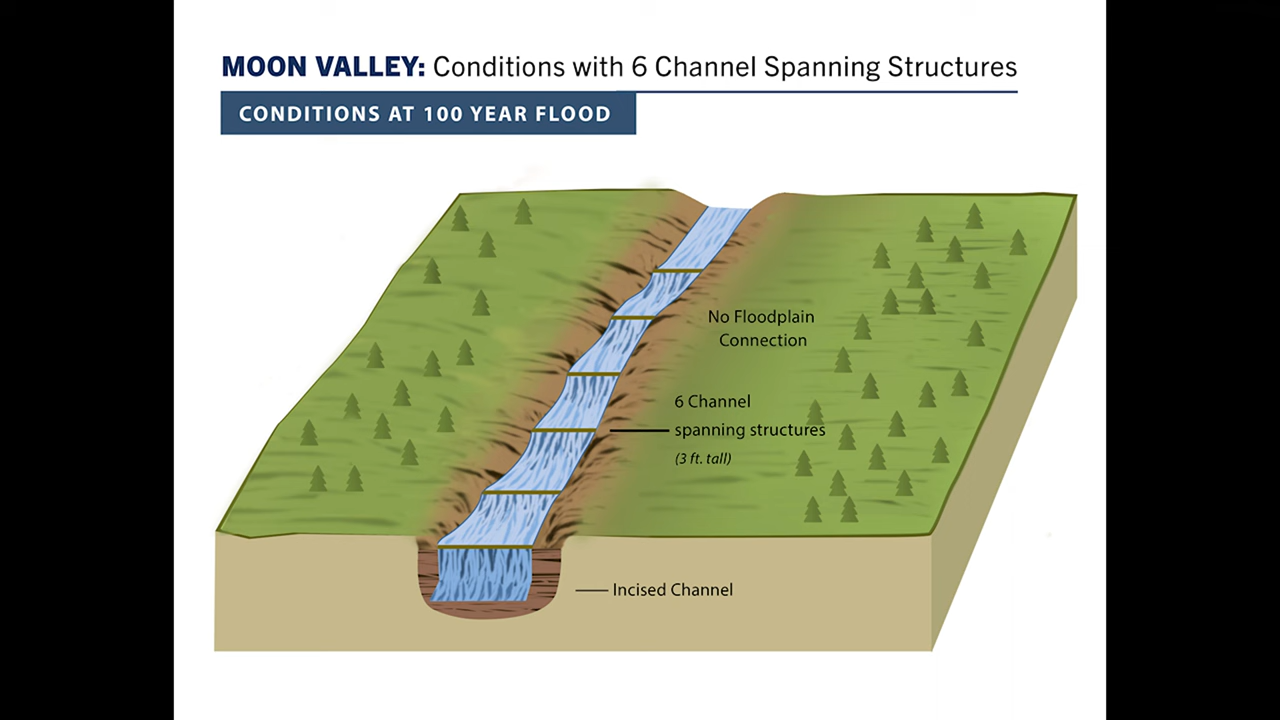 MOON VALLEY: Conditions with 6 Channel Spanning Structures
CONDITIONS AT 100 YEAR FLOOD
No Floodplain
Connection
6 Channel
spanning structures
(3 ft. tall)
Incised Channel